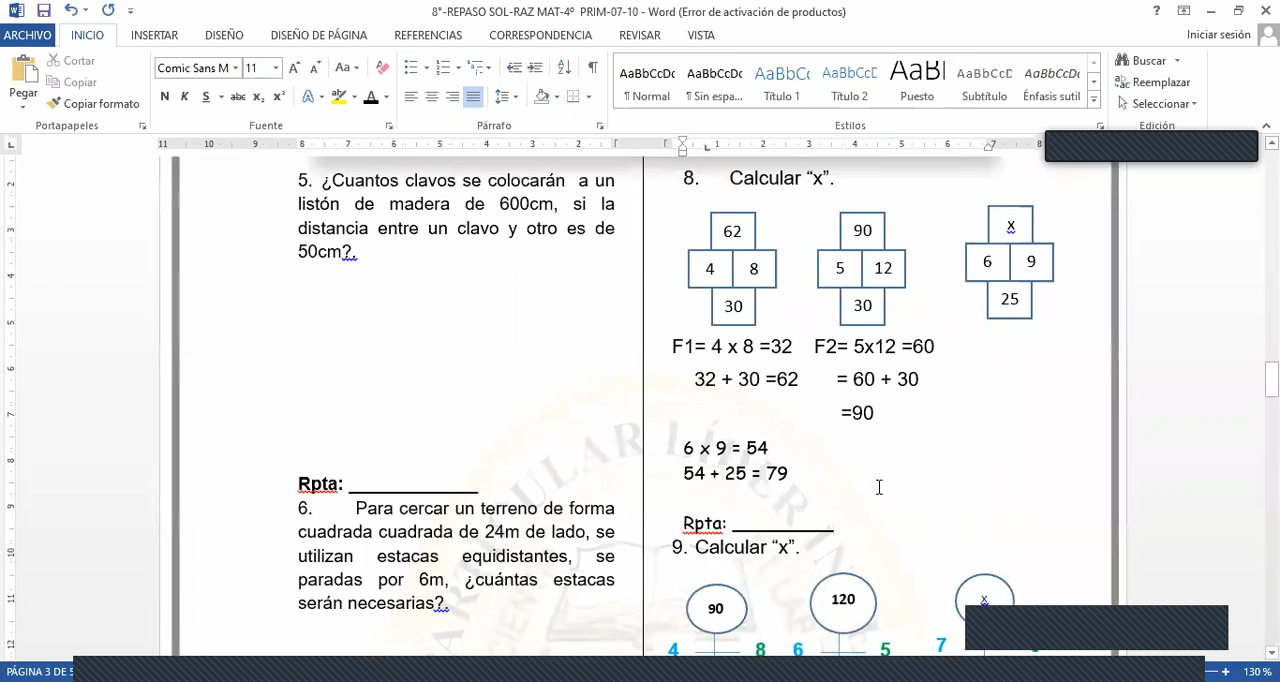 8°-REPASO SOL-RAZ MAT-4º PRIM-07-10 - Word (Error de activación de productos)
ARCHIVO INICIO INSERTAR DISEÑO DISEÑO DE PÁGINA REFERENCIAS CORRESPONDENCIA REVISAR VISTA
Iniciar sesión
Pegar
Cortar
Copiar
Copiar formato
Portapapeles
Comic Sans M 11
Fuente
Párrafo
AaBbCcDc AaBbCcDc AaBbCc AaBbCcD AaBl AaBbCcD AaBbCcDc
¶ Normal ¶ Sin espa... Título 1 Título 2 Puesto Subtítulo Énfasis sutil
Estilos
Buscar
Reemplazar
Seleccionar
Edición
5. ¿Cuantos clavos se colocarán a un
listón de madera de 600cm, si la
distancia entre un clavo y otro es de
50cm?.
Rpta: ____________
6. Para cercar un terreno de forma
cuadrada cuadrada de 24m de lado, se
utilizan estacas equidistantes, se
paradas por 6m, ¿cuántas estacas
serán necesarias?.
8. Calcular “x”.
62 90 x
4 8 5 12 6 9
30 30 25
F1= 4 x 8 =32 F2= 5x12 =60
32 + 30 =62 = 60 + 30
=90
6 x 9 = 54
54 + 25 = 79
Rpta: __________
9. Calcular “x”.
90 120 x
4 8 6 5 7
PÁGINA 3 DE 5
130 %